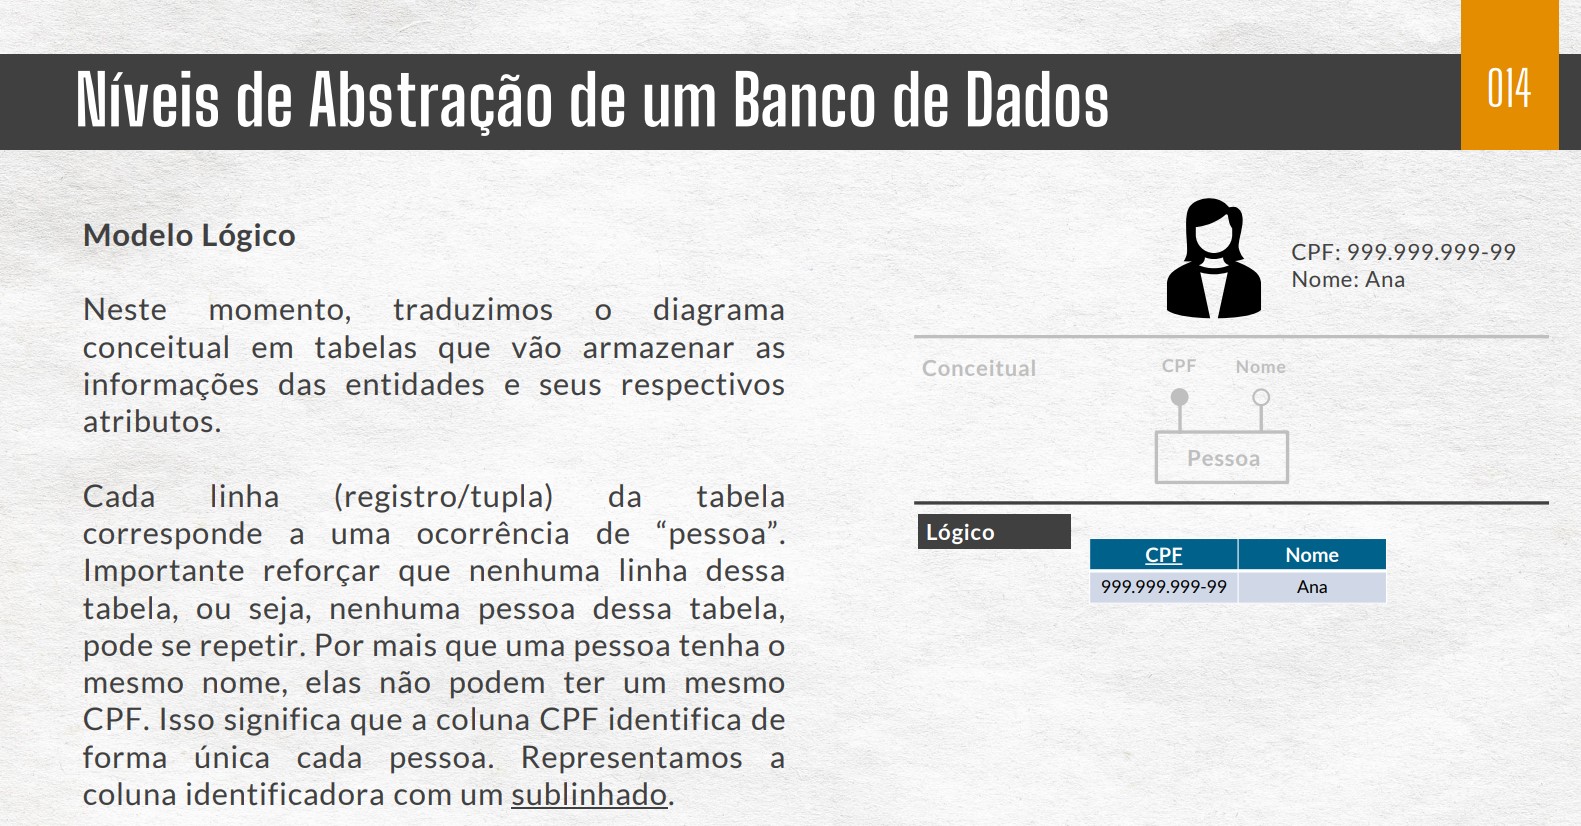 Níveis de Abstração de um Banco de Dados
014
Modelo Lógico
Neste momento, traduzimos o diagrama
conceitual em tabelas que vão armazenar as
informações das entidades e seus respectivos
atributos.
Cada linha (registro/tupla) da tabela
corresponde a uma ocorrência de “pessoa”.
Importante reforçar que nenhuma linha dessa
tabela, ou seja, nenhuma pessoa dessa tabela,
pode se repetir. Por mais que uma pessoa tenha o
mesmo nome, elas não podem ter um mesmo
CPF. Isso significa que a coluna CPF identifica de
forma única cada pessoa. Representamos a
coluna identificadora com um sublinhado.
CPF: 999.999.999-99
Nome: Ana
Conceitual
CPF Nome
Pessoa
Lógico
CPF Nome
999.999.999-99 Ana